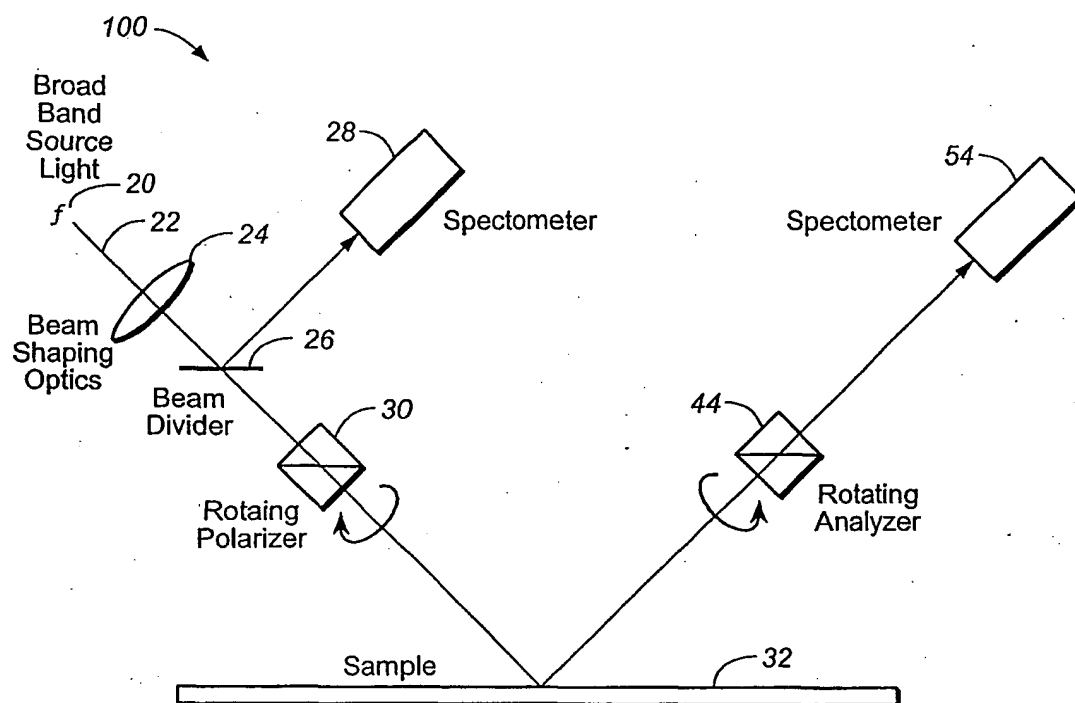 100
Broad
Band
Source
Light
20
f
22
24
28
Spectometer
54
Spectometer
Beam
Shaping
Optics
26
Beam
Divider
30
44
Rotaing
Polarizer
Rotating
Analyzer
Sample
32